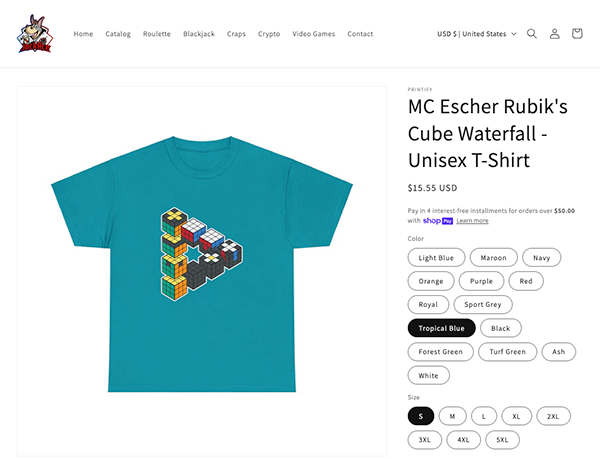 Home Catalog Roulette Blackjack Craps Crypto Video Games Contact
USD $ | United States
PRINTIFY
MC Escher Rubik's
Cube Waterfall -
Unisex T-Shirt
$15.55 USD
Pay in 4 interest-free installments for orders over $50.00
with shop Pay Learn more
Color
Light Blue Maroon Navy
Orange Purple Red
Royal Sport Grey
Tropical Blue Black
Forest Green Turf Green Ash
White
Size
S M L XL 2XL
3XL 4XL 5XL